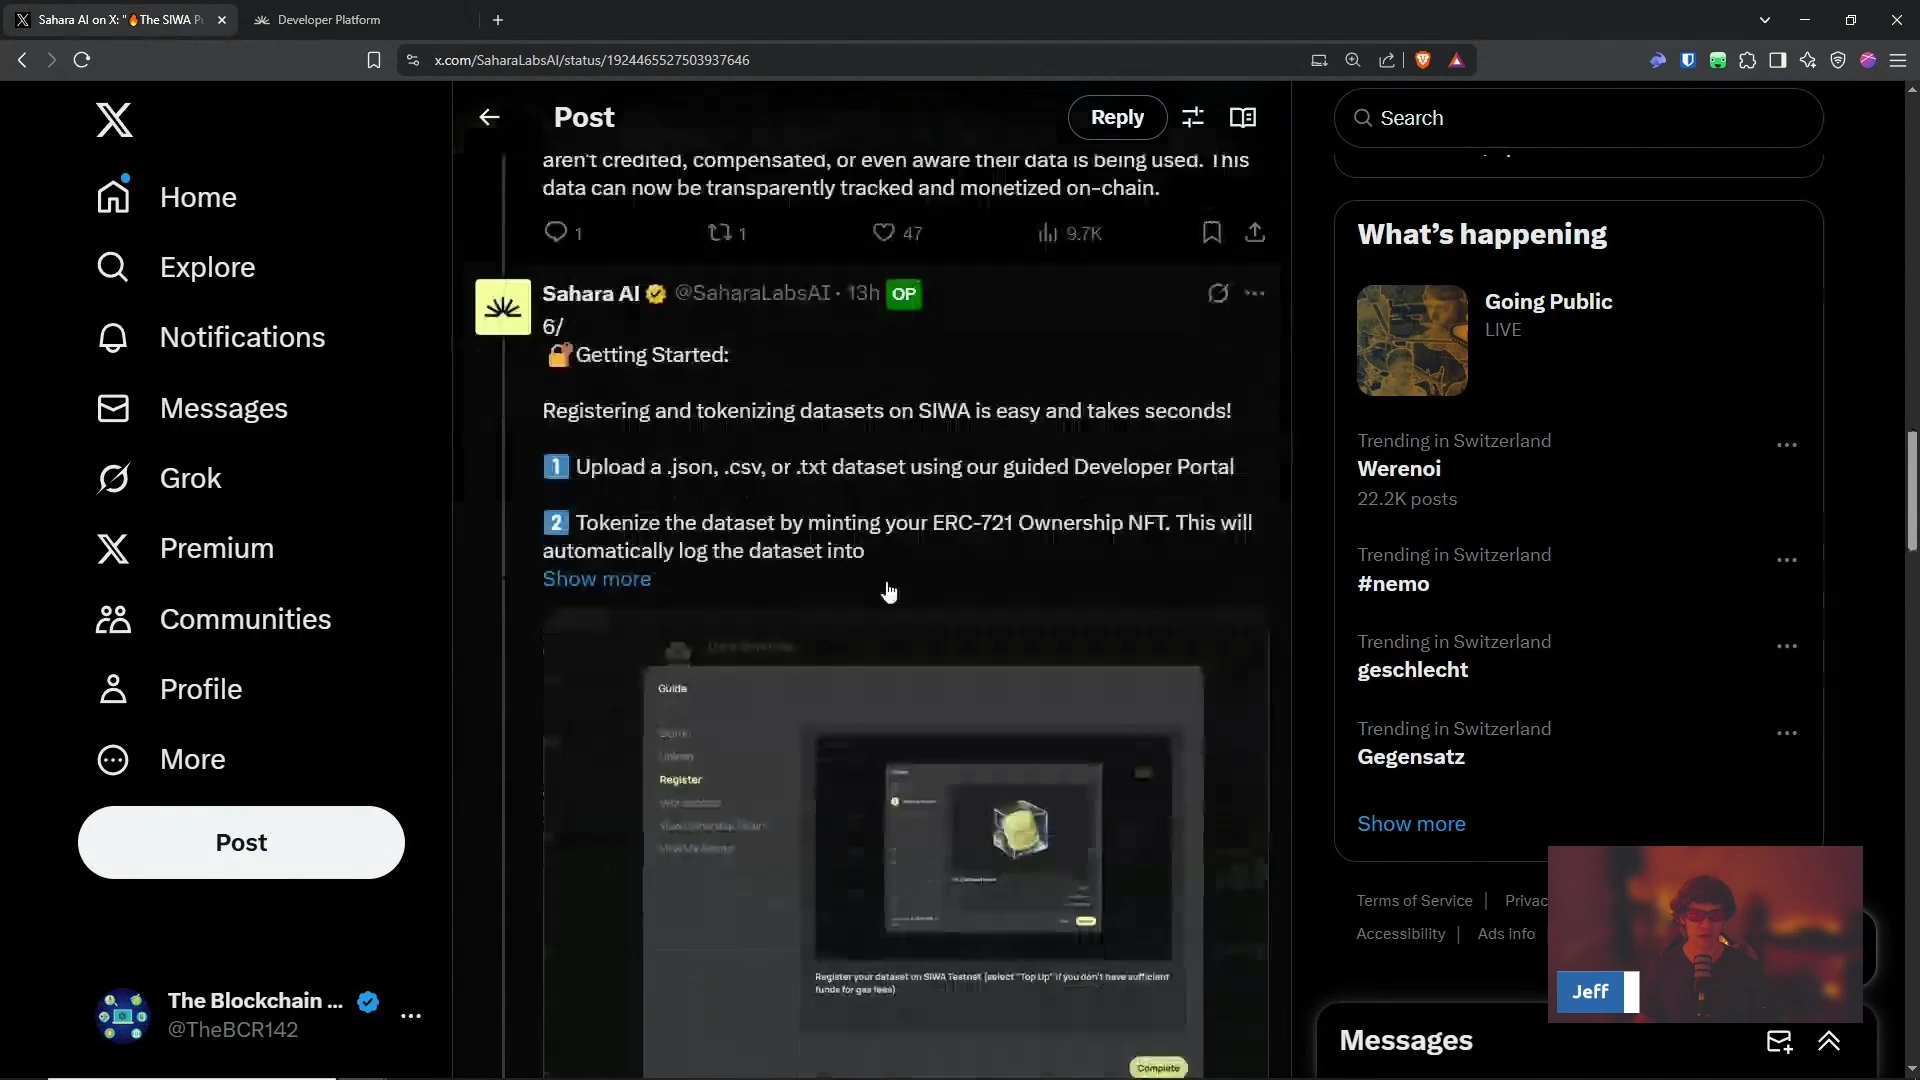 Sahara AI on X: "🔥The SIWA P
Developer Platform
x.com/SaharaLabsAI/status/1924465527503937646
Home
Explore
Notifications
Messages
Grok
Premium
Communities
Profile
More
Post
The Blockchain ...
@TheBCR142
Post
Reply
aren't credited, compensated, or even aware their data is being used. This
data can now be transparently tracked and monetized on-chain.
1
1
47
9.7K
Sahara AI @SaharaLabsAI · 13h OP
6/
🔐Getting Started:
Registering and tokenizing datasets on SIWA is easy and takes seconds!
1️⃣ Upload a .json, .csv, or .txt dataset using our guided Developer Portal
2️⃣ Tokenize the dataset by minting your ERC-721 Ownership NFT. This will
automatically log the dataset into
Show more
Guide
Register
Register your dataset on SIWA Testnet (select "Top Up" if you don't have sufficient
funds for gas fees)
Complete
Search
What's happening
Going Public
LIVE
Trending in Switzerland
Werenoi
22.2K posts
Trending in Switzerland
#nemo
Trending in Switzerland
geschlecht
Trending in Switzerland
Gegensatz
Show more
Terms of Service | Privac
Accessibility | Ads info
Jeff
Messages